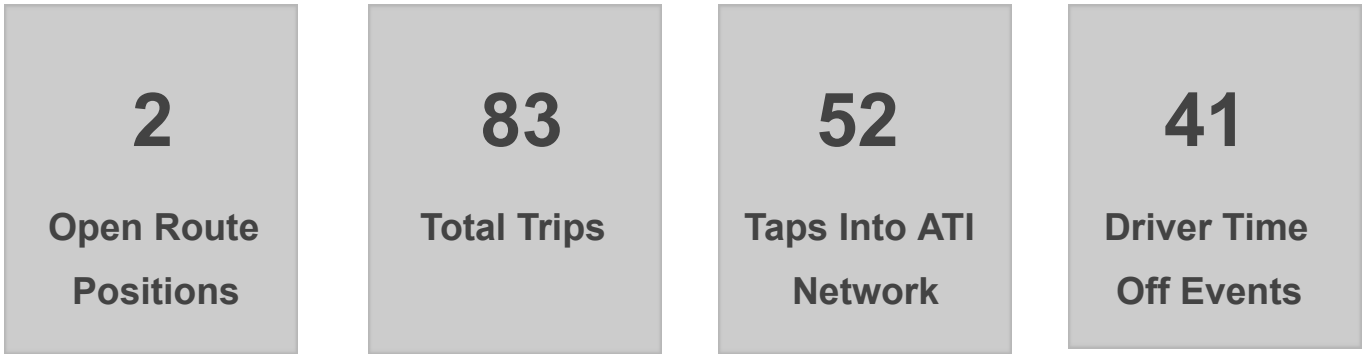 2
Open Route
Positions
83
Total Trips
52
Taps Into ATI
Network
41
Driver Time
Off Events